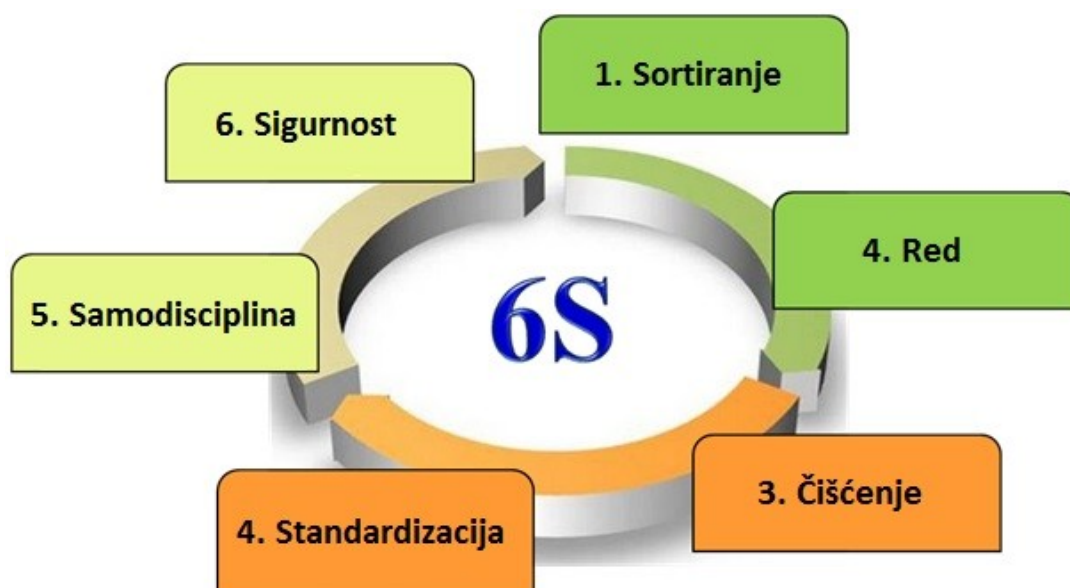 1. Sortiranje
4. Red
3. Čišćenje
4. Standardizacija
5. Samodisciplina
6. Sigurnost
6S